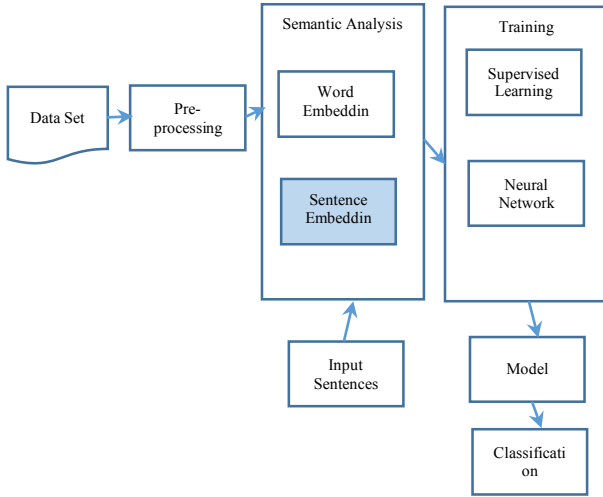 Semantic Analysis
Training
Supervised
Learning
Word
Embeddin
Pre-
processing
Data Set
Neural
Network
Sentence
Embeddin
Input
Sentences
Model
Classificati
on